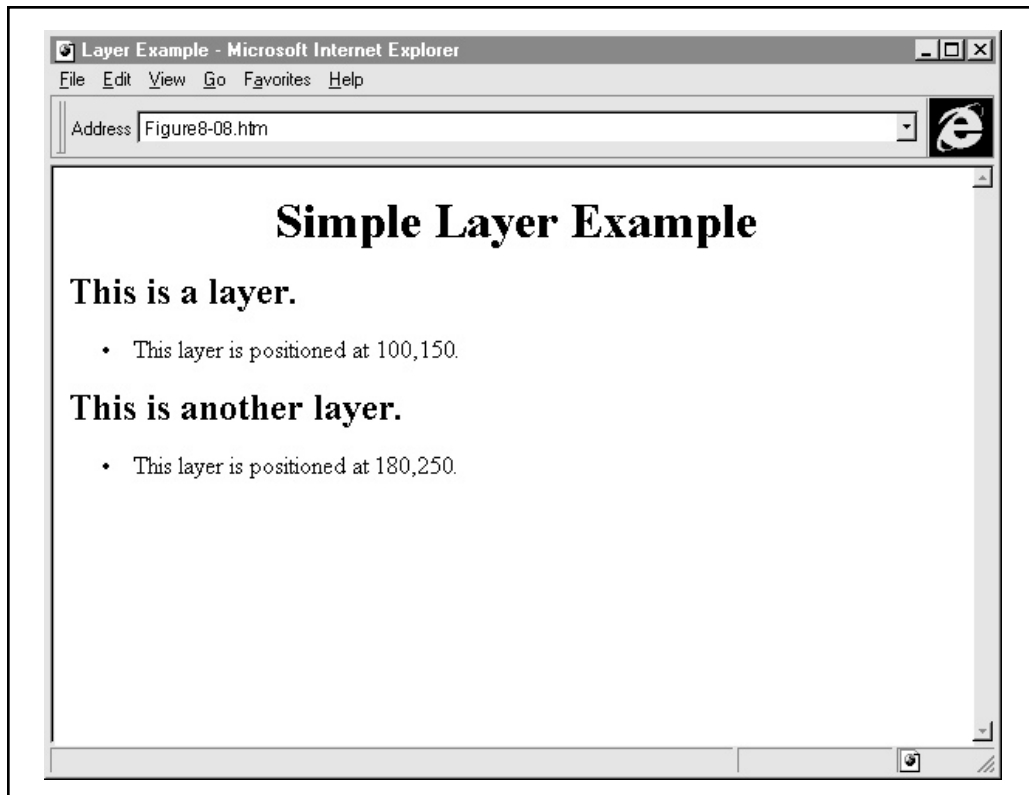 Layer Example - Microsoft Internet Explorer
File Edit View Go Favorites Help
Address Figure8-08.htm
Simple Layer Example
This is a layer.
• This layer is positioned at 100,150.
This is another layer.
• This layer is positioned at 180,250.